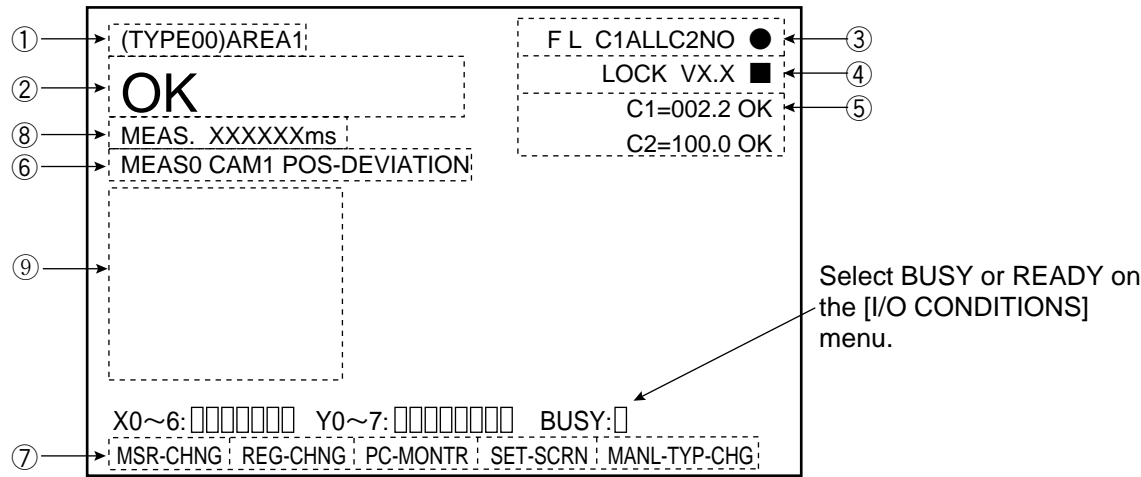 ① (TYPE00)AREA1
F L C1ALLC2NO ● ③
② OK
LOCK VX.X ■ ④
C1=002.2 OK ⑤
C2=100.0 OK
⑧ MEAS. XXXXXXms
⑥ MEAS0 CAM1 POS-DEVIATION
⑨
Select BUSY or READY on
the [I/O CONDITIONS]
menu.
X0～6:▯▯▯▯▯▯▯ Y0～7:▯▯▯▯▯▯▯▯ BUSY:▯
⑦ MSR-CHNG REG-CHNG PC-MONTR SET-SCRN MANL-TYP-CHG